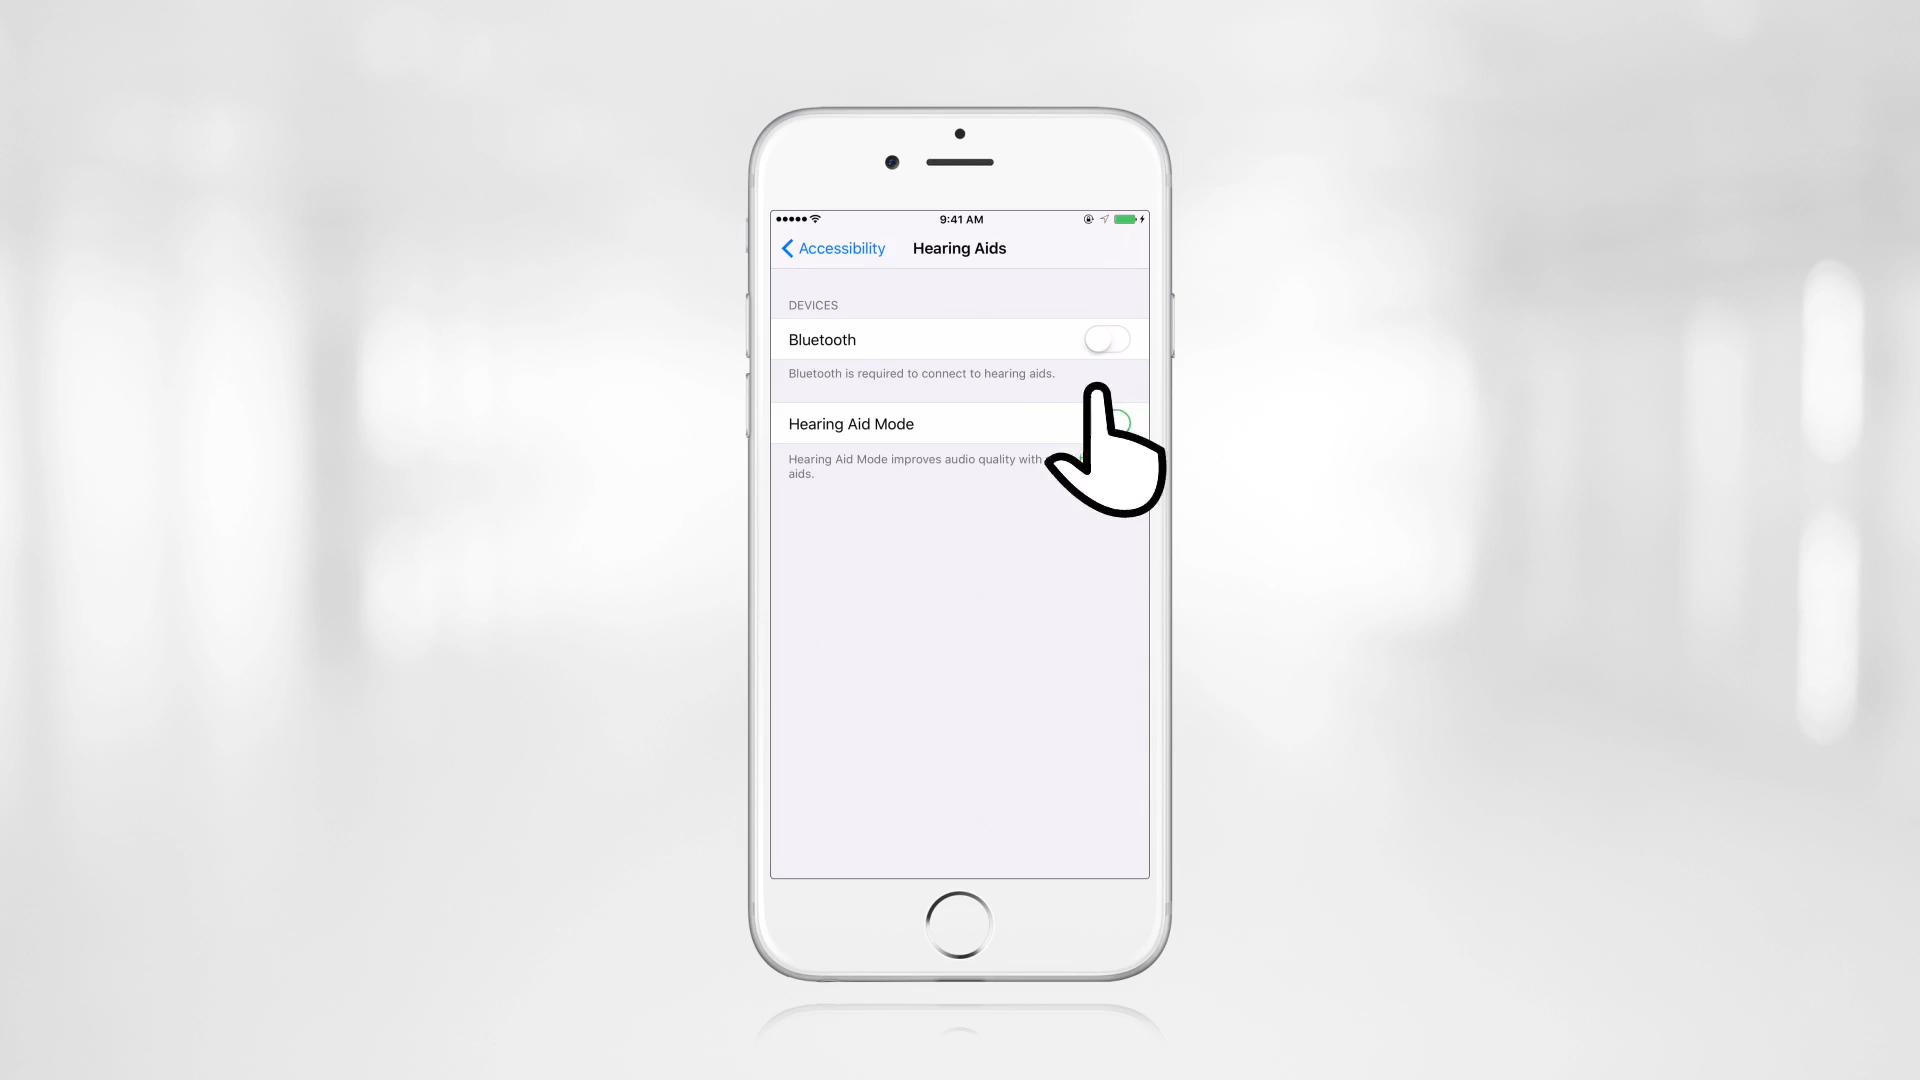 9:41 AM
Accessibility
Hearing Aids
DEVICES
Bluetooth
Bluetooth is required to connect to hearing aids.
Hearing Aid Mode
Hearing Aid Mode improves audio quality with
aids.